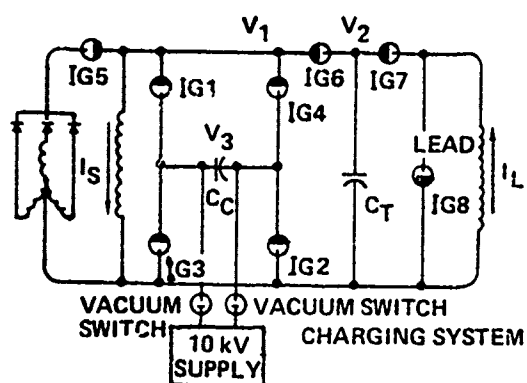 V1
V2
IG5
IG6
IG7
IG1
IG4
V3
LEAD
IS
IL
CC
CT
IG8
IG3
IG2
VACUUM SWITCH
VACUUM SWITCH
CHARGING SYSTEM
10 kV
SUPPLY